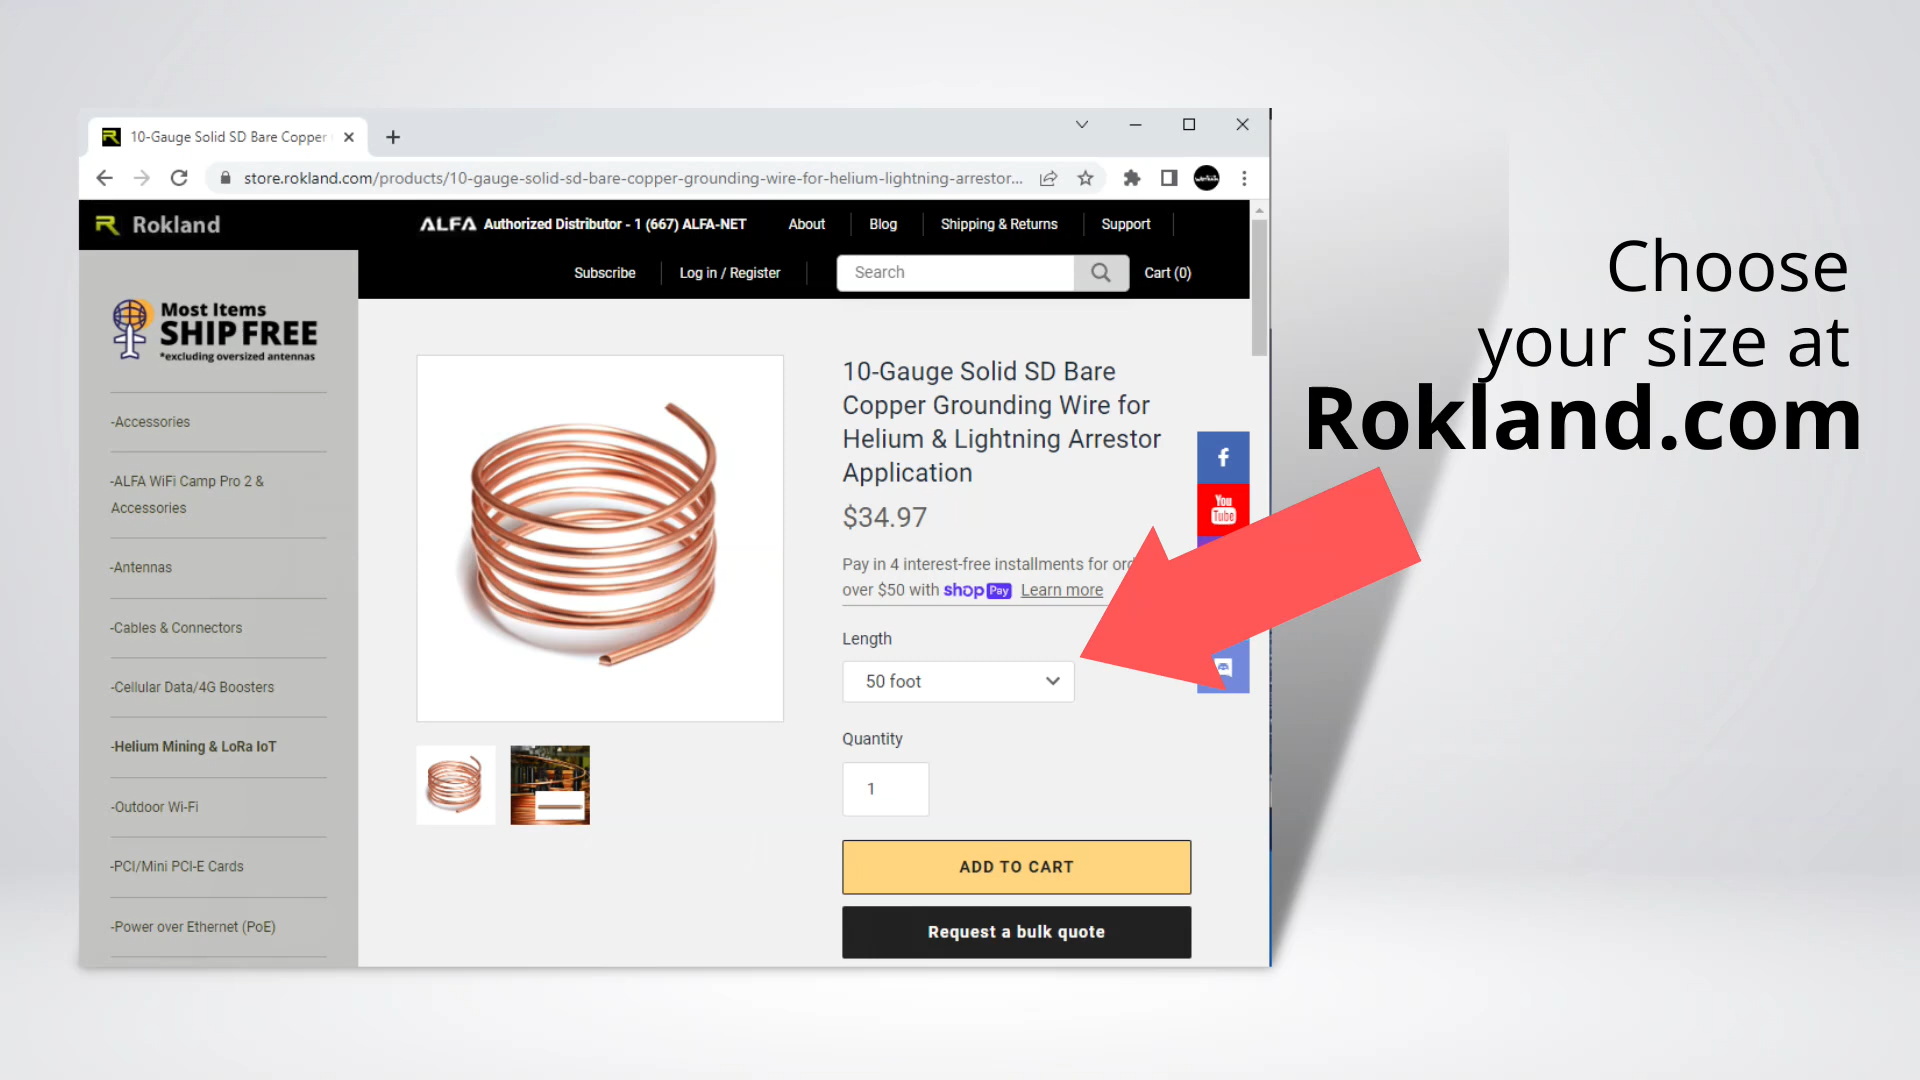 10-Gauge Solid SD Bare Copper
store.rokland.com/products/10-gauge-solid-sd-bare-copper-grounding-wire-for-helium-lightning-arrestor...
Rokland
ALFA Authorized Distributor - 1 (667) ALFA-NET
About
Blog
Shipping & Returns
Support
Subscribe
Log in / Register
Search
Cart (0)
Most Items
SHIP FREE
*excluding oversized antennas
-Accessories
-ALFA WiFi Camp Pro 2 &
Accessories
-Antennas
-Cables & Connectors
-Cellular Data/4G Boosters
-Helium Mining & LoRa IoT
-Outdoor Wi-Fi
-PCI/Mini PCI-E Cards
-Power over Ethernet (PoE)
10-Gauge Solid SD Bare
Copper Grounding Wire for
Helium & Lightning Arrestor
Application
$34.97
Pay in 4 interest-free installments for
over $50 with shop Pay Learn more
Length
50 foot
Quantity
1
ADD TO CART
Request a bulk quote
You
Tube
Choose
your size at
Rokland.com